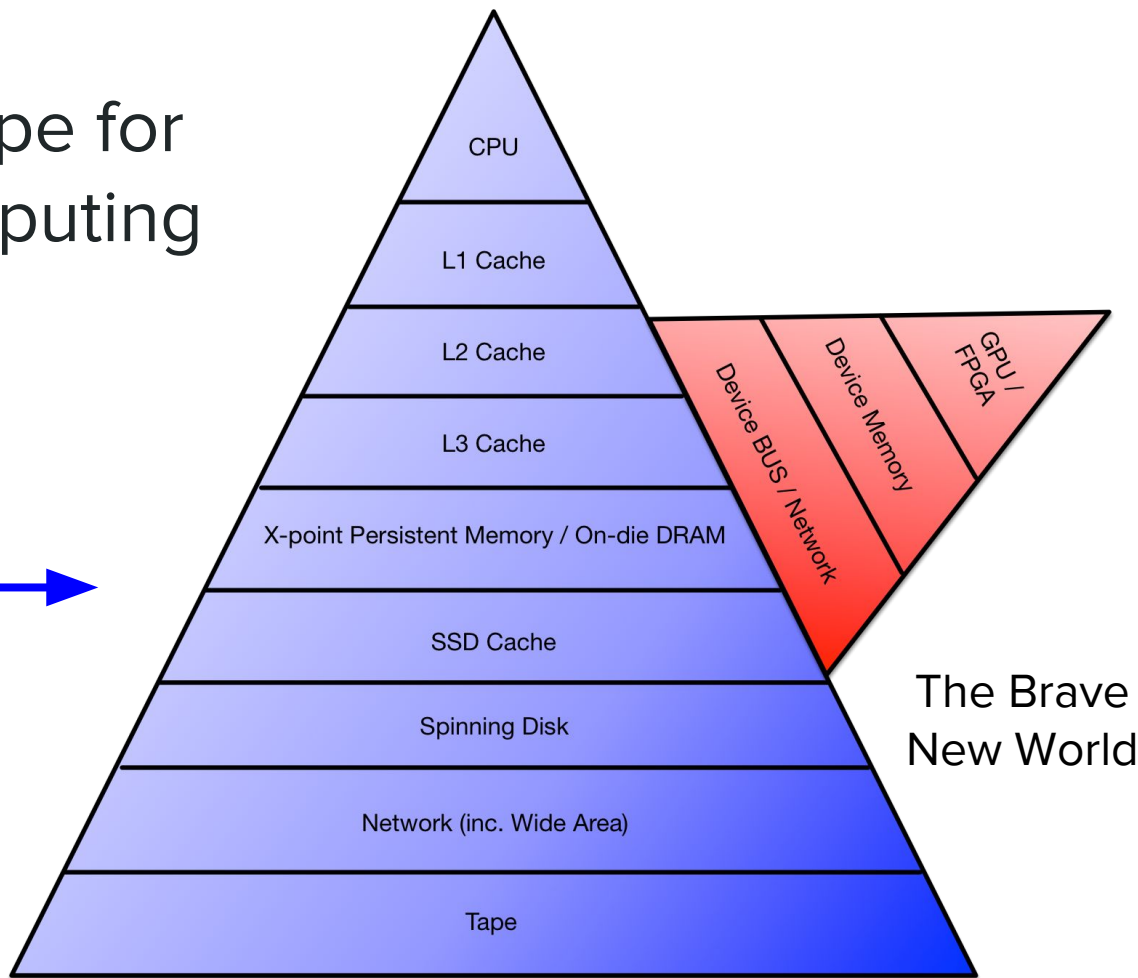 pe for
puting
CPU
L1 Cache
L2 Cache
L3 Cache
X-point Persistent Memory / On-die DRAM
SSD Cache
Spinning Disk
Network (inc. Wide Area)
Tape
Device BUS / Network
Device Memory
GPU /
FPGA
The Brave
New World